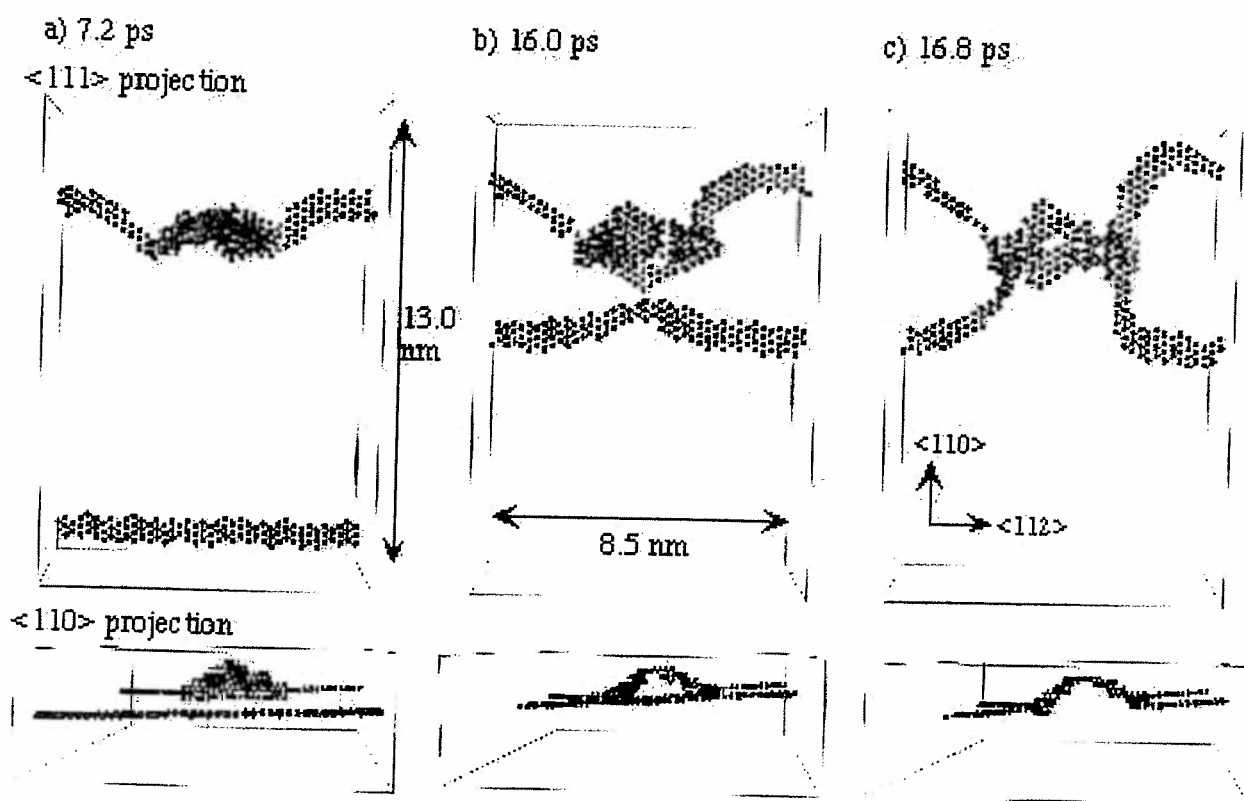 a) 7.2 ps
b) 16.0 ps
c) 16.8 ps
<111> projection
13.0
nm
8.5 nm
<110>
<112>
<110> projection